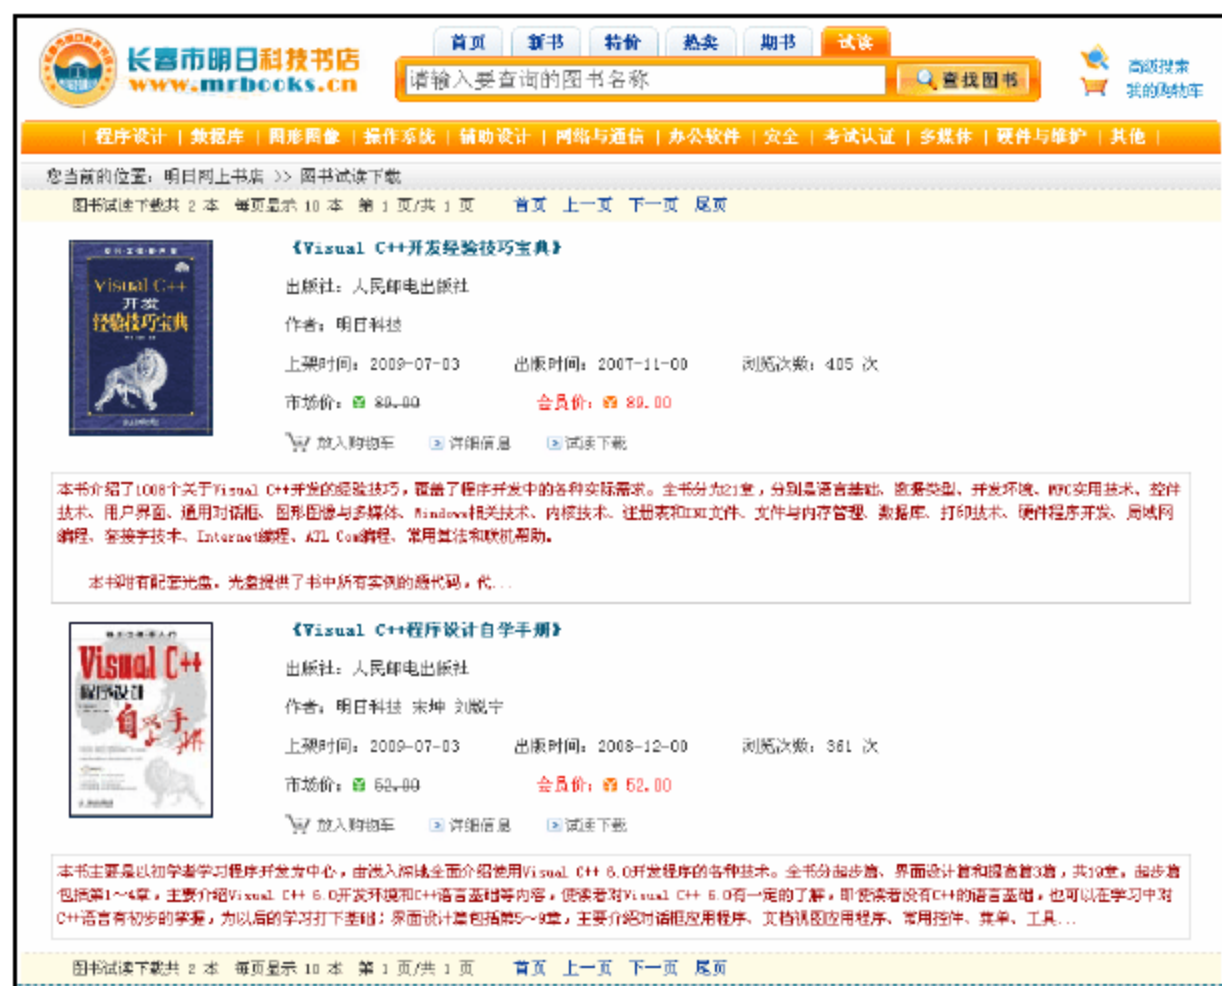 长春市明日科技书店
www.mrbooks.cn
首页 新书 特价 热卖 期书 试读
请输入要查询的图书名称 查找图书
高级搜索
我的购物车
| 程序设计 | 数据库 | 图形图像 | 操作系统 | 辅助设计 | 网络与通信 | 办公软件 | 安全 | 考试认证 | 多媒体 | 硬件与维护 | 其他 |
您当前的位置：明日网上书店 >> 图书试读下载
图书试读下载共 2 本 每页显示 10 本 第 1 页/共 1 页 首页 上一页 下一页 尾页
Visual C++
开发
经验技巧宝典
《Visual C++开发经验技巧宝典》
出版社：人民邮电出版社
作者：明日科技
上架时间：2009-07-03 出版时间：2007-11-00 浏览次数：405 次
市场价：89.00 会员价：89.00
放入购物车 详细信息 试读下载
本书介绍了1008个关于Visual C++开发的经验技巧，覆盖了程序开发中的各种实际需求。全书分为21章，分别是语言基础、数据类型、开发环境、MFC实用技术、控件
技术、用户界面、通用对话框、图形图像与多媒体、Windows相关技术、内核技术、注册表和INI文件、文件与内存管理、数据库、打印技术、硬件程序开发、局域网
编程、套接字技术、Internet编程、ATL Com编程、常用算法和联机帮助。
本书附有配套光盘。光盘提供了书中所有实例的源代码，代...
Visual C++
程序设计
自学手册
《Visual C++程序设计自学手册》
出版社：人民邮电出版社
作者：明日科技 宋坤 刘锐宁
上架时间：2009-07-03 出版时间：2008-12-00 浏览次数：361 次
市场价：52.00 会员价：52.00
放入购物车 详细信息 试读下载
本书主要是以初学者学习程序开发为中心，由浅入深地全面介绍使用Visual C++ 6.0开发程序的各种技术。全书分起步篇、界面设计篇和提高篇3篇，共19章。起步篇
包括第1～4章，主要介绍Visual C++ 6.0开发环境和C++语言基础等内容，使读者对Visual C++ 6.0有一定的了解，即使读者没有C++的语言基础，也可以在学习中对
C++语言有初步的掌握，为以后的学习打下基础；界面设计篇包括第5～9章，主要介绍对话框应用程序、文档视图应用程序、常用控件、菜单、工具...
图书试读下载共 2 本 每页显示 10 本 第 1 页/共 1 页 首页 上一页 下一页 尾页